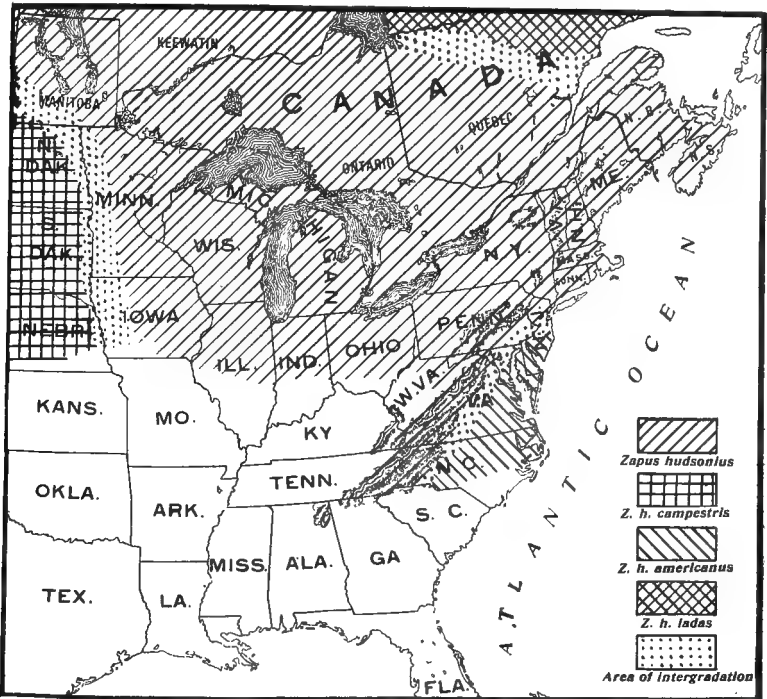 KEEWATIN
MANITOBA
CANADA
QUEBEC
ONTARIO
N. B.
N. S.
ME.
N. DAK.
MINN.
MIC
HIGAN
S. DAK.
WIS.
N. Y.
MASS.
CONN.
NEBR.
IOWA
PENN.
ILL.
IND.
OHIO
W. VA.
VA.
KANS.
MO.
KY
N. C.
TENN.
OKLA.
ARK.
S. C.
MISS.
ALA.
GA
TEX.
LA.
FLA.
ATLANTIC OCEAN
Zapus hudsonius
Z. h. campestris
Z. h. americanus
Z. h. ladas
Area of intergradation